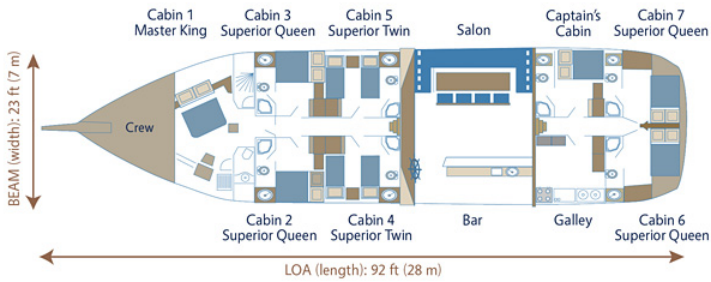 Cabin 1
Master King
Cabin 3
Superior Queen
Cabin 5
Superior Twin
Salon
Captain's
Cabin
Cabin 7
Superior Queen
BEAM (width): 23 ft (7 m)
Crew
Cabin 2
Superior Queen
Cabin 4
Superior Twin
Bar
Galley
Cabin 6
Superior Queen
LOA (length): 92 ft (28 m)